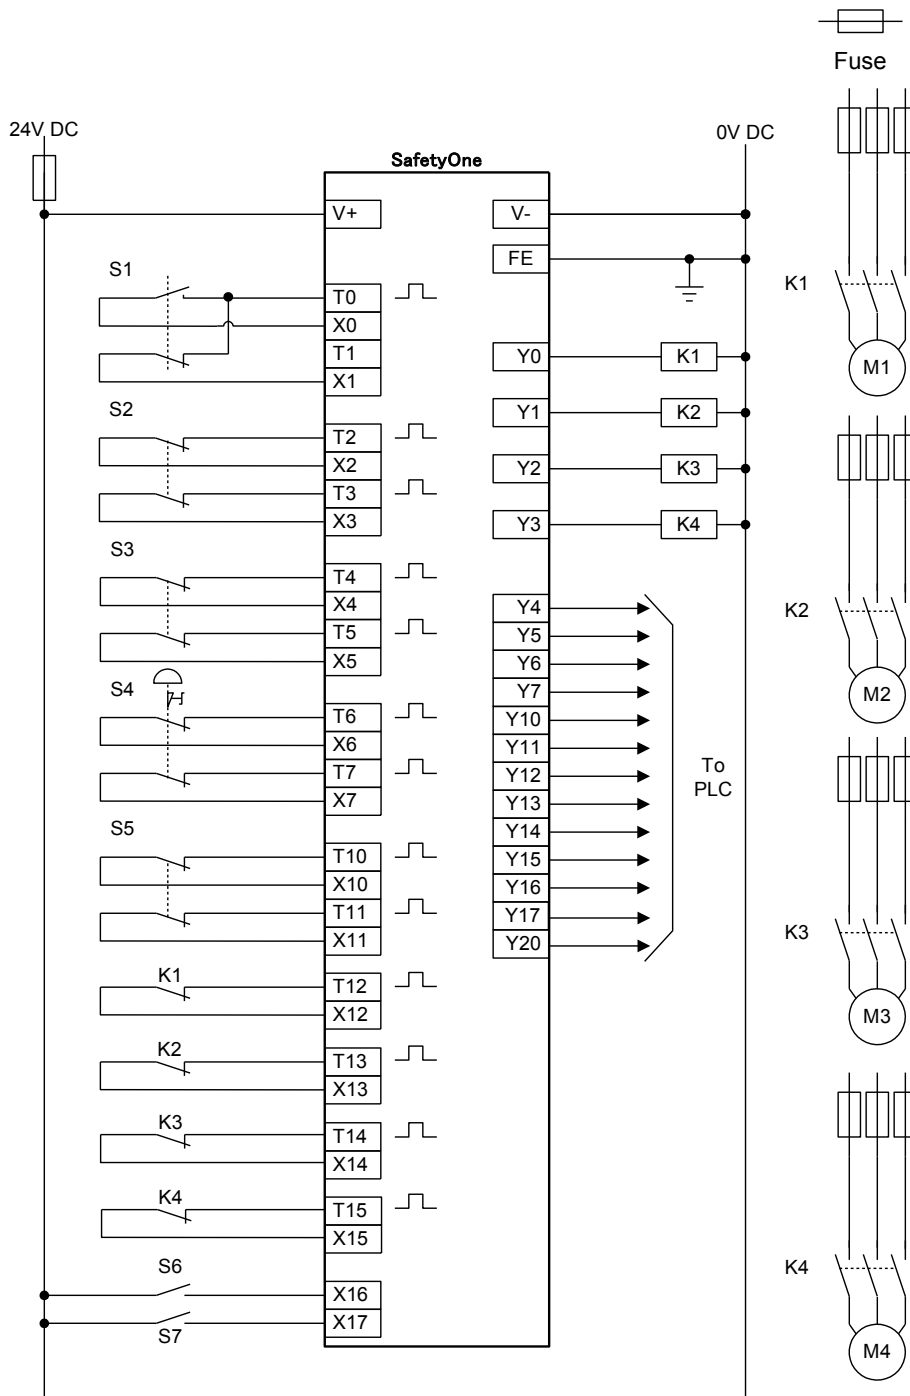 Fuse
24V DC
0V DC
SafetyOne
V+
V-
FE
S1
T0
X0
T1
X1
Y0
K1
Y1
K2
Y2
K3
Y3
K4
S2
T2
X2
T3
X3
S3
T4
X4
T5
X5
S4
T6
X6
T7
X7
S5
T10
X10
T11
X11
K1
T12
X12
K2
T13
X13
K3
T14
X14
K4
T15
X15
S6
X16
S7
X17
Y4
Y5
Y6
Y7
Y10
Y11
Y12
Y13
Y14
Y15
Y16
Y17
Y20
To
PLC
K1
M1
K2
M2
K3
M3
K4
M4